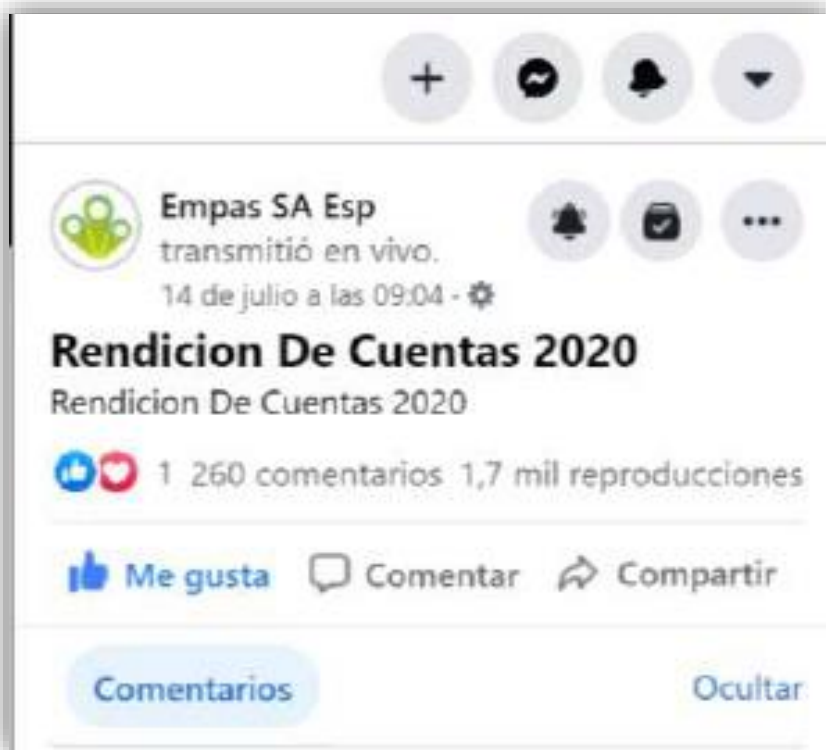 Empas SA Esp
transmitió en vivo.
14 de julio a las 09:04 ·
Rendicion De Cuentas 2020
Rendicion De Cuentas 2020
1 260 comentarios 1,7 mil reproducciones
Me gusta Comentar Compartir
Comentarios Ocultar